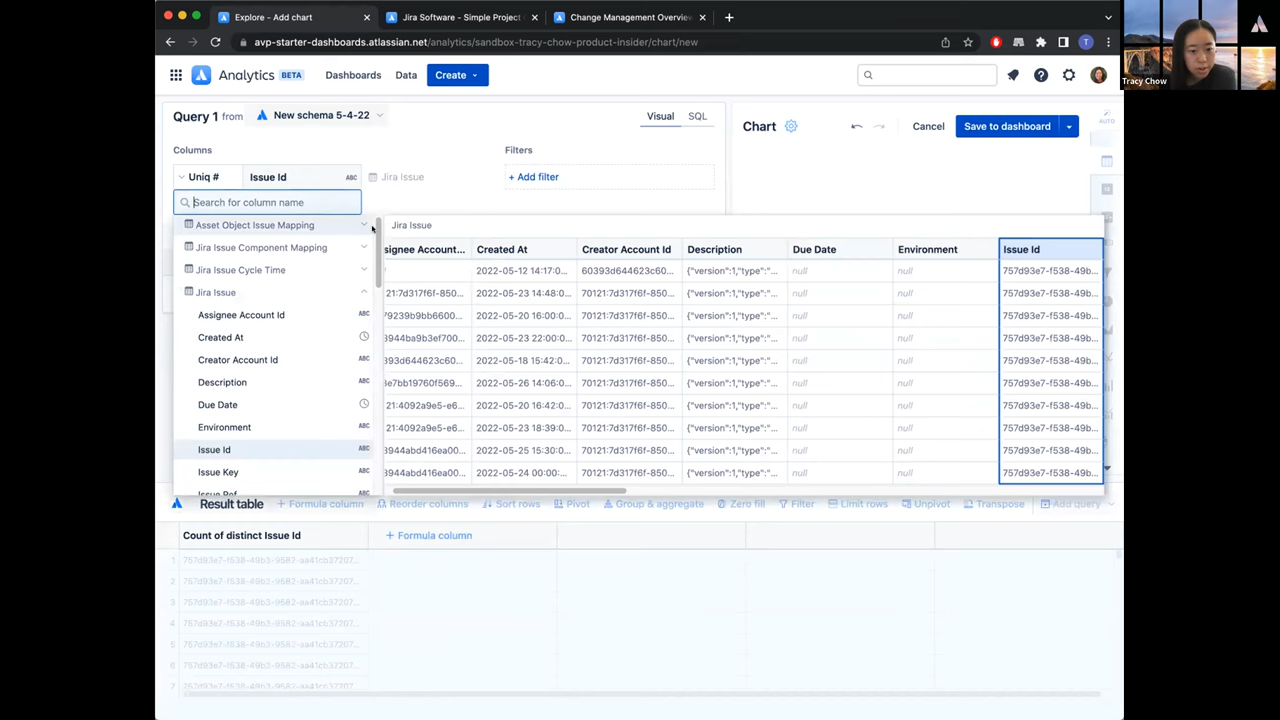 Explore - Add chart
Jira Software - Simple Project
Change Management Overview
avp-starter-dashboards.atlassian.net/analytics/sandbox-tracy-chow-product-insider/chart/new
Tracy Chow
Analytics BETA Dashboards Data Create
T
Query 1 from New schema 5-4-22 Visual SQL
Chart Cancel Save to dashboard
AUTO
Columns Filters
Uniq # Issue Id ABC Jira Issue + Add filter
Search for column name
Asset Object Issue Mapping
Jira Issue Component Mapping
Jira Issue Cycle Time
Jira Issue
Assignee Account Id ABC
Created At
Creator Account Id ABC
Description ABC
Due Date
Environment ABC
Issue Id ABC
Issue Key ABC
Issue Ref ABC
Jira Issue
signee Account... Created At Creator Account Id Description Due Date Environment Issue Id
2022-05-12 14:17:0... 60393d644623c60... {"version":1,"type":"... null null 757d93e7-f538-49b...
21:7d317f6f-850... 2022-05-23 14:48:0... 70121:7d317f6f-850... {"version":1,"type":"... null null 757d93e7-f538-49b...
79239b9bb6600... 2022-05-20 16:00:0... 70121:7d317f6f-850... {"version":1,"type":"... null null 757d93e7-f538-49b...
3944ba9b3ef700... 2022-05-23 22:00:0... 70121:7d317f6f-850... {"version":1,"type":"... null null 757d93e7-f538-49b...
393d644623c60... 2022-05-18 15:42:0... 70121:7d317f6f-850... {"version":1,"type":"... null null 757d93e7-f538-49b...
8e7bb19760f569... 2022-05-26 14:06:0... 70121:7d317f6f-850... {"version":1,"type":"... null null 757d93e7-f538-49b...
21:4092a9e5-e6... 2022-05-20 16:42:0... 70121:7d317f6f-850... {"version":1,"type":"... null null 757d93e7-f538-49b...
21:4092a9e5-e6... 2022-05-23 18:39:0... 70121:7d317f6f-850... {"version":1,"type":"... null null 757d93e7-f538-49b...
3944abd416ea00... 2022-05-25 15:30:0... 70121:7d317f6f-850... {"version":1,"type":"... null null 757d93e7-f538-49b...
3944abd416ea00... 2022-05-24 00:00:... 70121:7d317f6f-850... {"version":1,"type":"... null null 757d93e7-f538-49b...
Result table + Formula column Reorder columns Sort rows Pivot Group & aggregate Zero fill Filter Limit rows Unpivot Transpose Add query
Count of distinct Issue Id + Formula column
1 757d93e7-f538-49b3-9582-aa41cb37207...
2 757d93e7-f538-49b3-9582-aa41cb37207...
3 757d93e7-f538-49b3-9582-aa41cb37207...
4 757d93e7-f538-49b3-9582-aa41cb37207...
5 757d93e7-f538-49b3-9582-aa41cb37207...
6 757d93e7-f538-49b3-9582-aa41cb37207...
7 757d93e7-f538-49b3-9582-aa41cb37207...